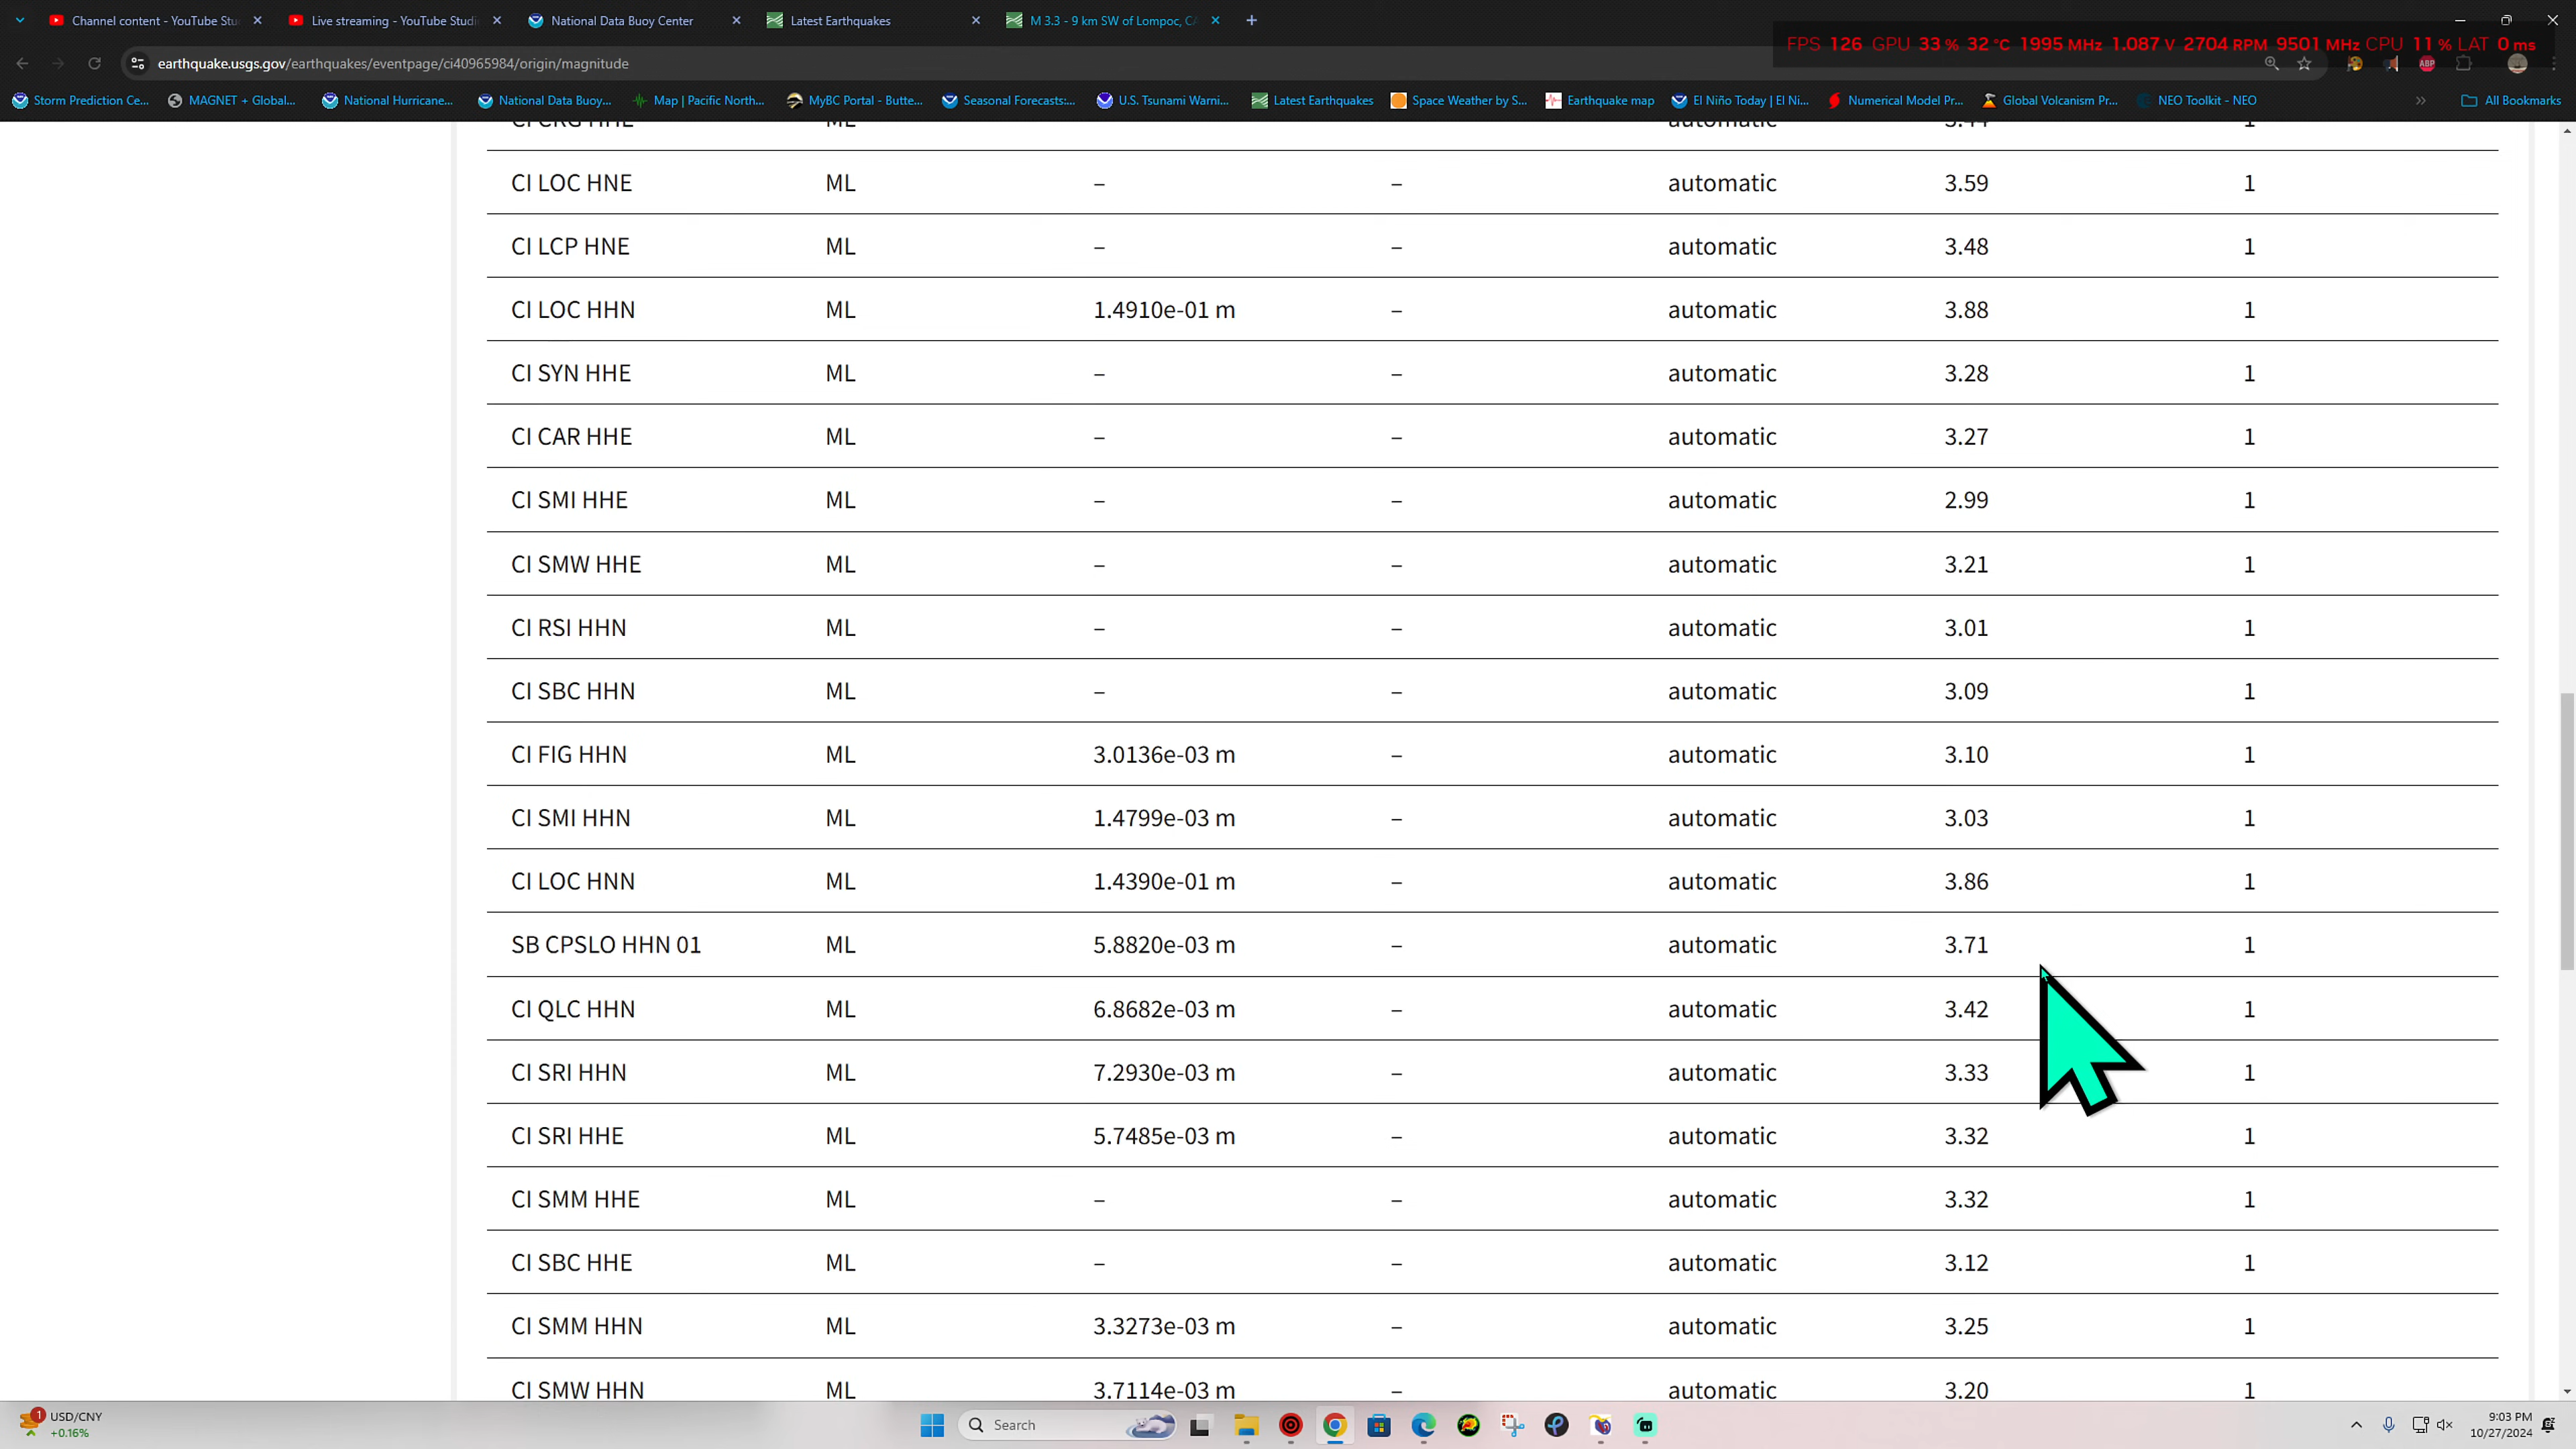 Channel content - YouTube Stu
Live streaming - YouTube Studi
National Data Buoy Center
Latest Earthquakes
M 3.3 - 9 km SW of Lompoc, CA
FPS 126 GPU 33 % 32 °C 1995 MHz 1.087 V 2704 RPM 9501 MHz CPU 11 % LAT 0 ms
earthquake.usgs.gov/earthquakes/eventpage/ci40965984/origin/magnitude
ABP
Storm Prediction Ce...
MAGNET + Global...
National Hurricane...
National Data Buoy...
Map | Pacific North...
MyBC Portal - Butte...
Seasonal Forecasts:...
U.S. Tsunami Warni...
Latest Earthquakes
Space Weather by S...
Earthquake map
El Niño Today | El Ni...
Numerical Model Pr...
Global Volcanism Pr...
NEO Toolkit - NEO
All Bookmarks
CI CRG HHE ML automatic 3.44 1
CI LOC HNE ML – – automatic 3.59 1
CI LCP HNE ML – – automatic 3.48 1
CI LOC HHN ML 1.4910e-01 m – automatic 3.88 1
CI SYN HHE ML – – automatic 3.28 1
CI CAR HHE ML – – automatic 3.27 1
CI SMI HHE ML – – automatic 2.99 1
CI SMW HHE ML – – automatic 3.21 1
CI RSI HHN ML – – automatic 3.01 1
CI SBC HHN ML – – automatic 3.09 1
CI FIG HHN ML 3.0136e-03 m – automatic 3.10 1
CI SMI HHN ML 1.4799e-03 m – automatic 3.03 1
CI LOC HNN ML 1.4390e-01 m – automatic 3.86 1
SB CPSLO HHN 01 ML 5.8820e-03 m – automatic 3.71 1
CI QLC HHN ML 6.8682e-03 m – automatic 3.42 1
CI SRI HHN ML 7.2930e-03 m – automatic 3.33 1
CI SRI HHE ML 5.7485e-03 m – automatic 3.32 1
CI SMM HHE ML – – automatic 3.32 1
CI SBC HHE ML – – automatic 3.12 1
CI SMM HHN ML 3.3273e-03 m – automatic 3.25 1
CI SMW HHN ML 3.7114e-03 m – automatic 3.20 1
1
USD/CNY
+0.16%
Search
9:03 PM
10/27/2024